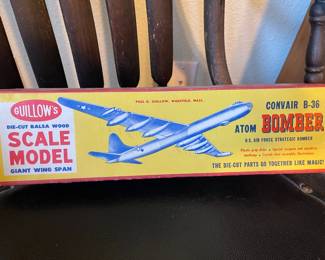 GUILLOW'S
DIE-CUT BALSA WOOD
SCALE
MODEL
GIANT WING SPAN
PAUL K. GUILLOW, WAKEFIELD, MASS.
CONVAIR B-36
ATOM BOMBER
U.S. AIR FORCE STRATEGIC BOMBER
THE DIE-CUT PARTS GO TOGETHER LIKE MAGIC!